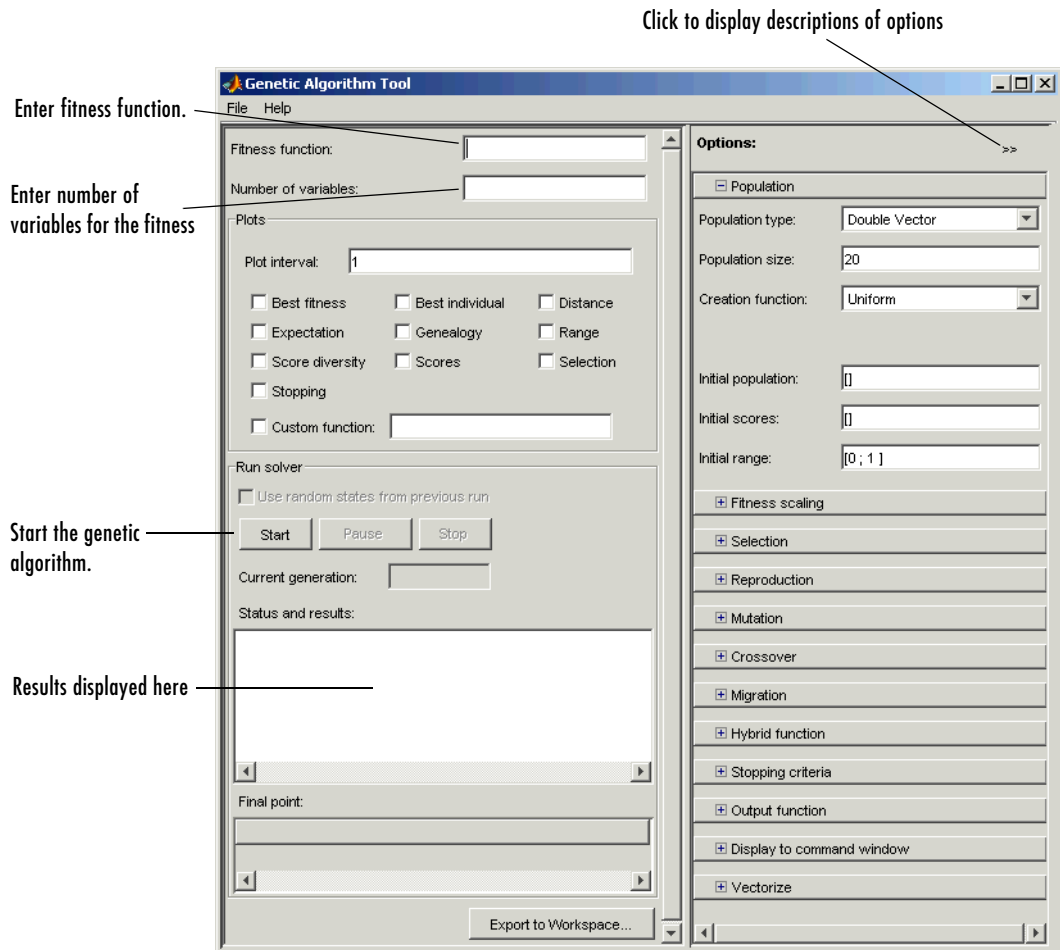 Click to display descriptions of options
Genetic Algorithm Tool
File Help
Enter fitness function.
Fitness function:
Enter number of
variables for the fitness
Number of variables:
Plots
Plot interval: 1
Best fitness Best individual Distance
Expectation Genealogy Range
Score diversity Scores Selection
Stopping
Custom function:
Run solver
Use random states from previous run
Start the genetic
algorithm.
Start Pause Stop
Current generation:
Status and results:
Results displayed here
Final point:
Export to Workspace...
Options: >>
Population
Population type: Double Vector
Population size: 20
Creation function: Uniform
Initial population: []
Initial scores: []
Initial range: [0 ; 1 ]
Fitness scaling
Selection
Reproduction
Mutation
Crossover
Migration
Hybrid function
Stopping criteria
Output function
Display to command window
Vectorize